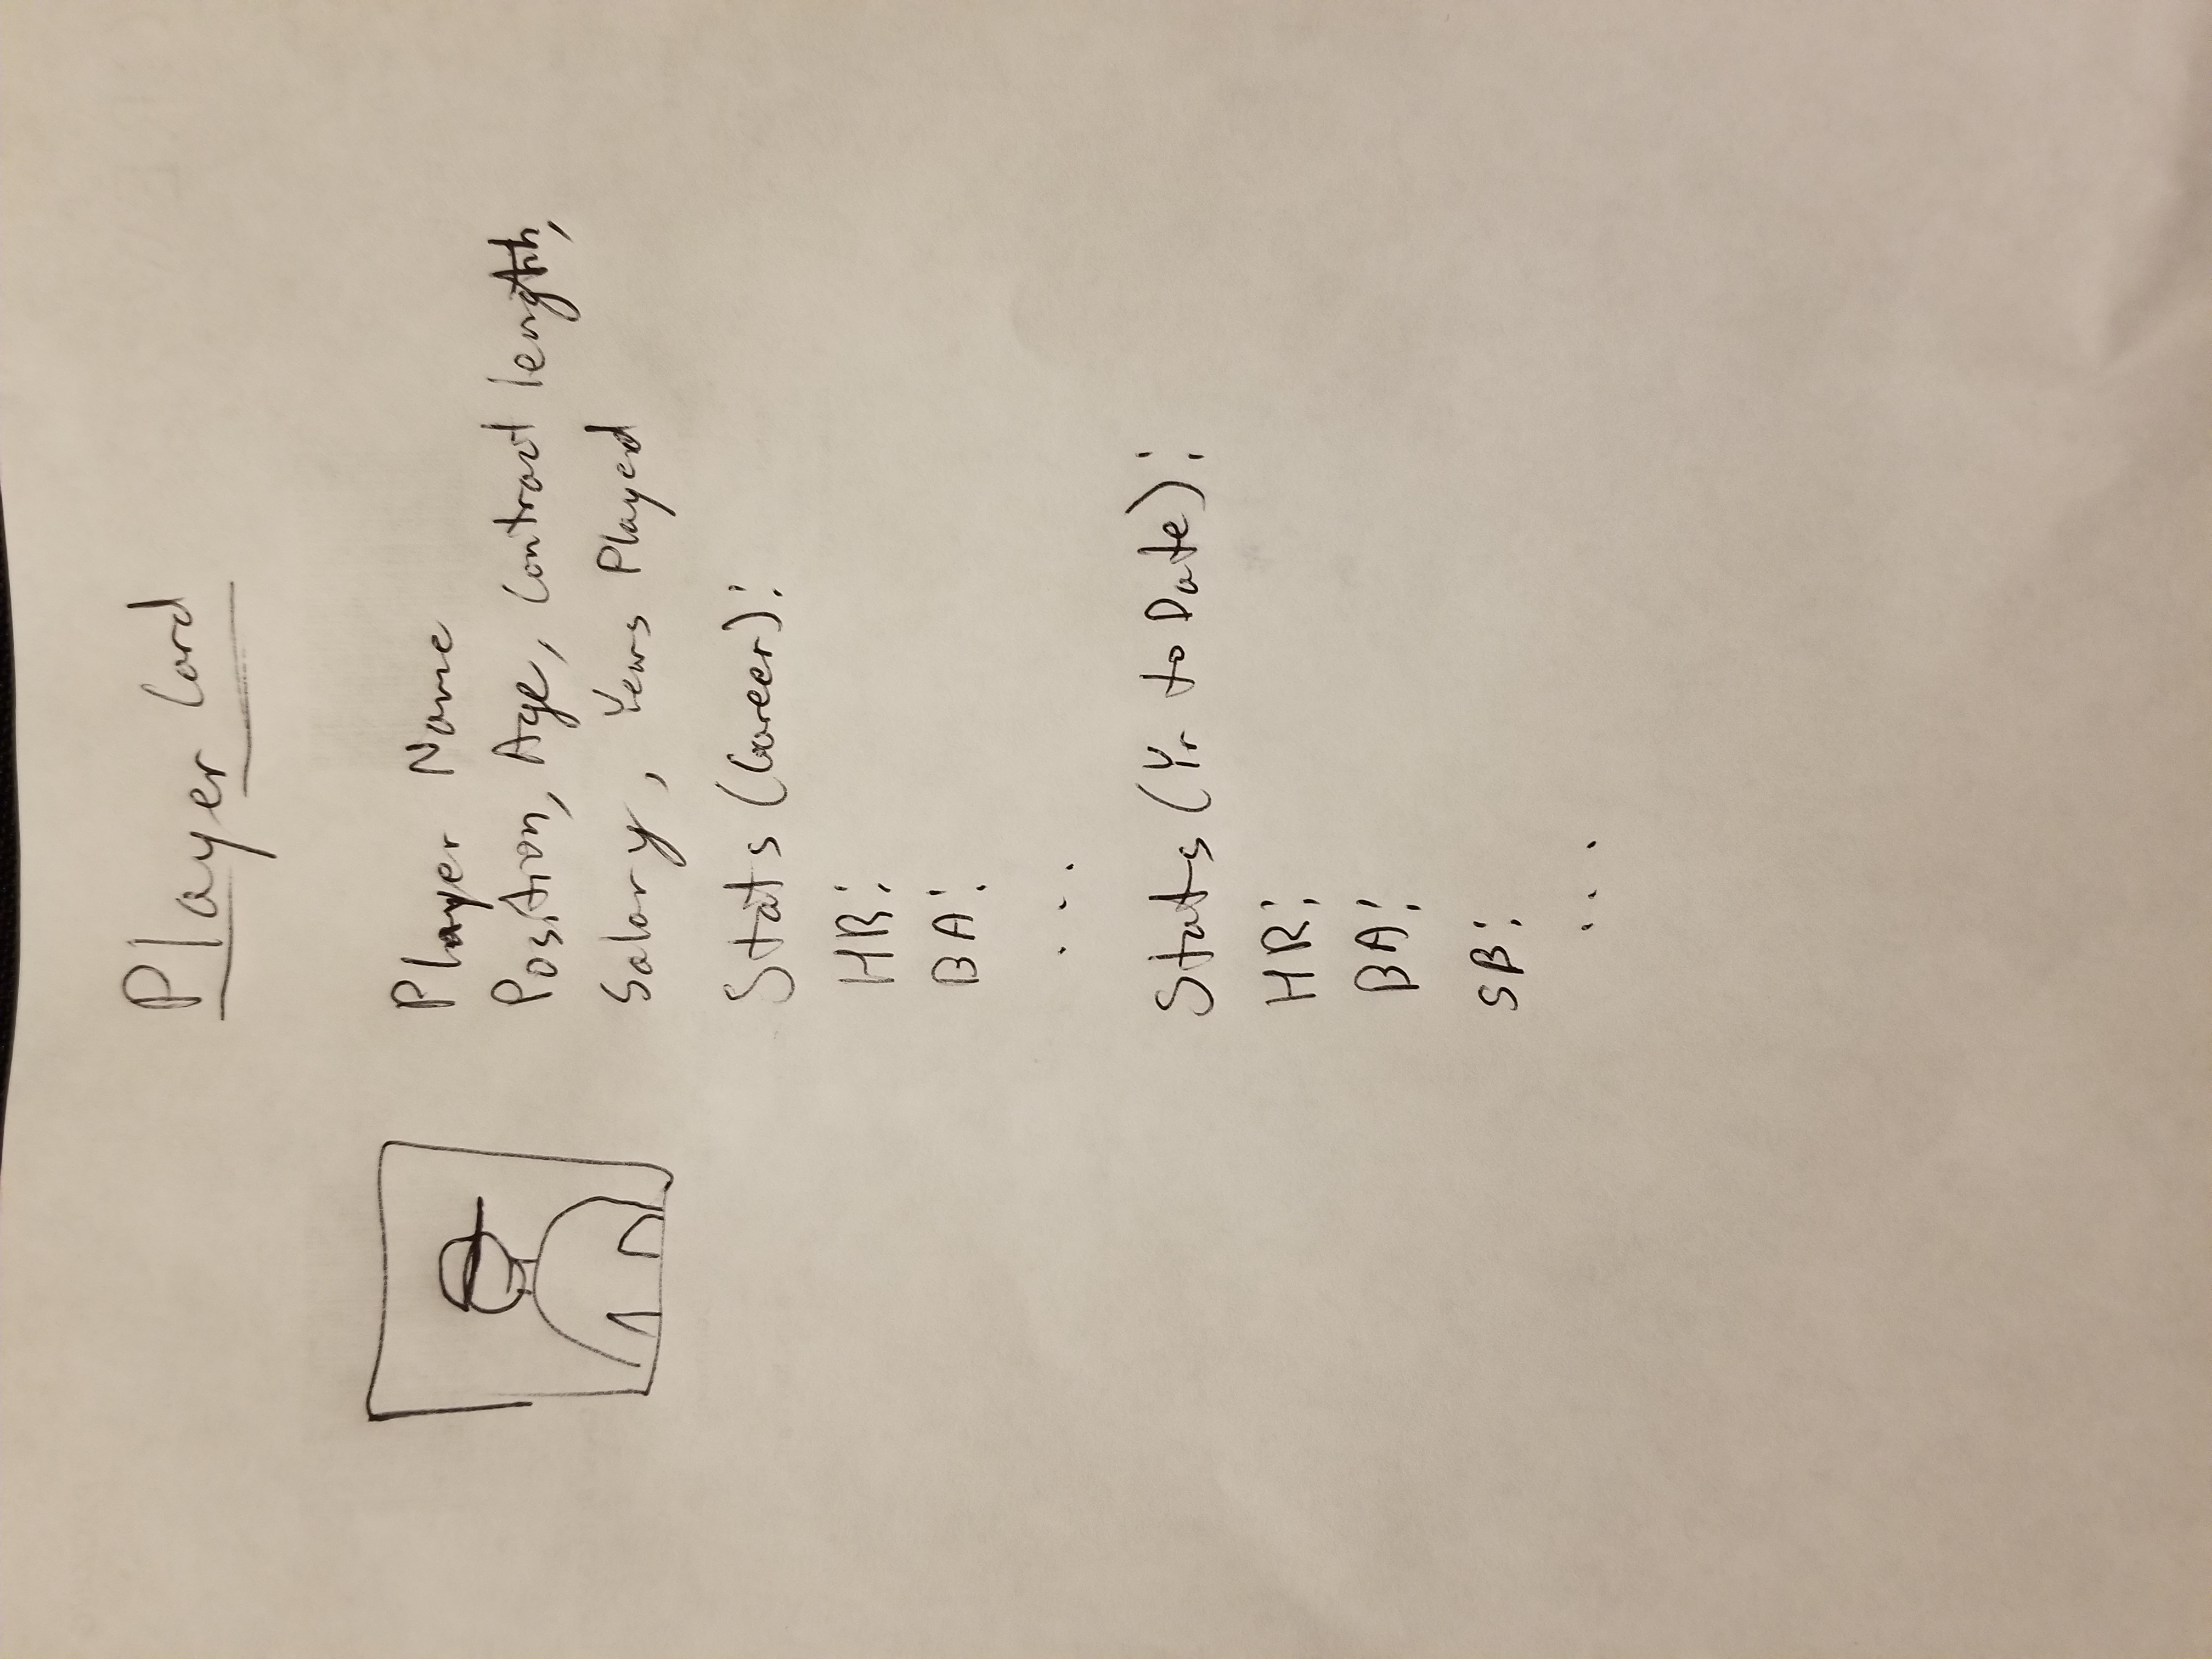 Player Card
Player Name
Position, Age, Contract length,
Salary, Years Played
Stats (Career):
HR:
BA:
...
Stats (Yr to Date):
HR:
BA:
SB:
...